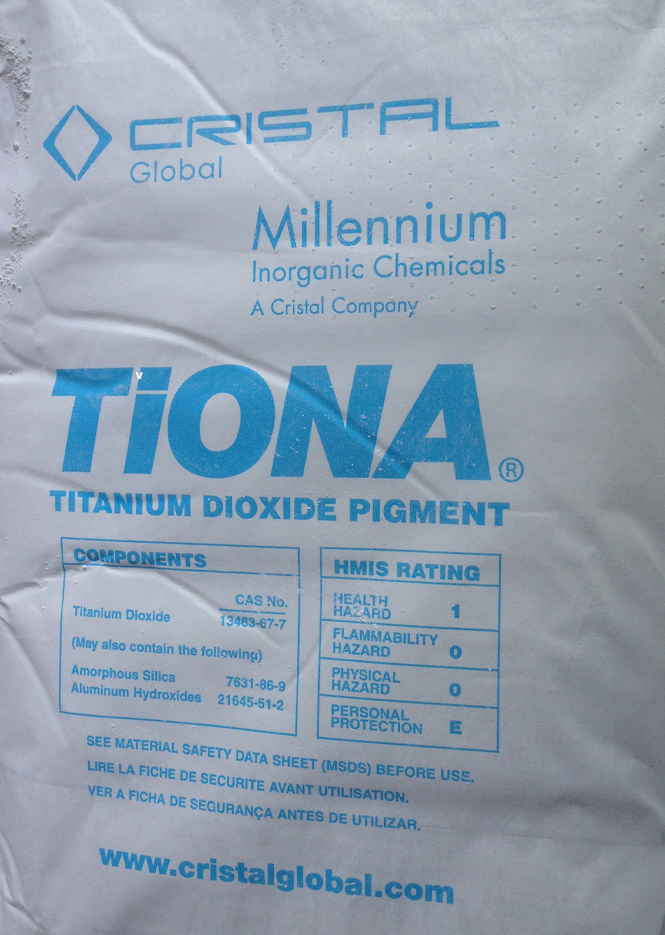 CRISTAL
Global
Millennium
Inorganic Chemicals
A Cristal Company
TiONA®
TITANIUM DIOXIDE PIGMENT
COMPONENTS
CAS No.
Titanium Dioxide 13463-67-7
(May also contain the following)
Amorphous Silica 7631-86-9
Aluminum Hydroxides 21645-51-2
HMIS RATING
HEALTH
HAZARD 1
FLAMMABILITY
HAZARD 0
PHYSICAL
HAZARD 0
PERSONAL
PROTECTION E
SEE MATERIAL SAFETY DATA SHEET (MSDS) BEFORE USE.
LIRE LA FICHE DE SECURITE AVANT UTILISATION.
VER A FICHA DE SEGURANÇA ANTES DE UTILIZAR.
www.cristalglobal.com